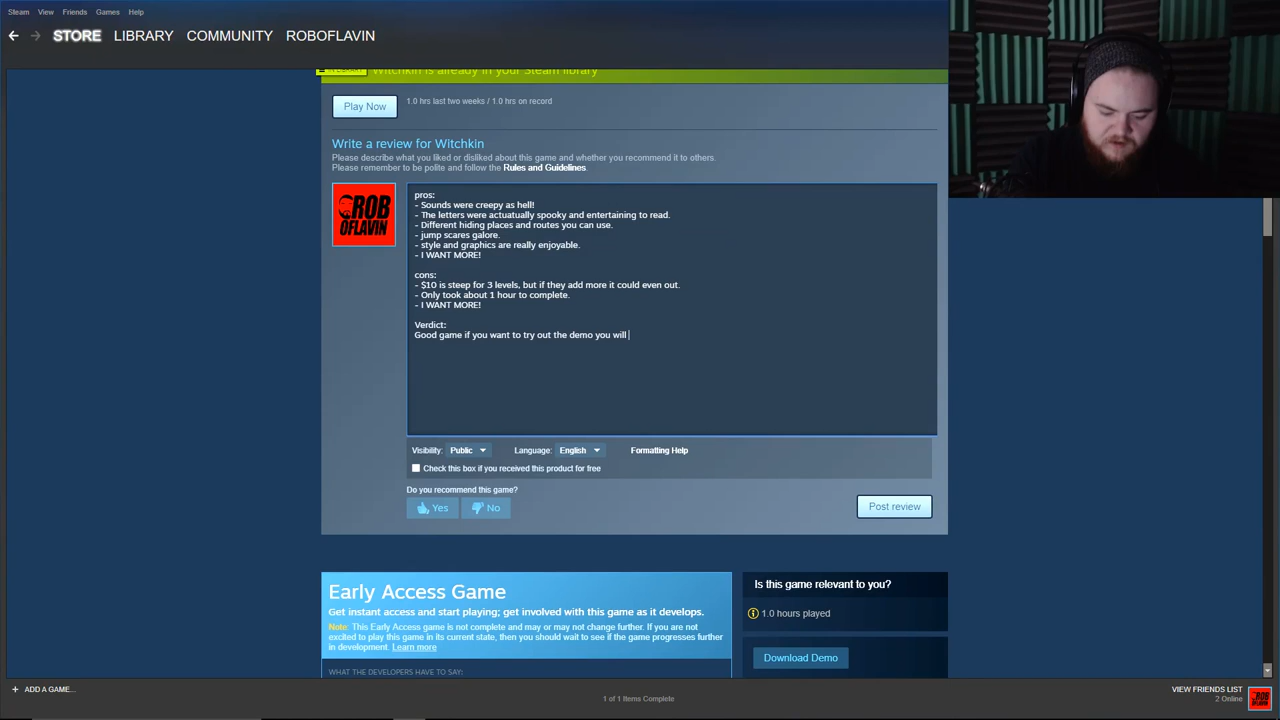 Steam View Friends Games Help
STORE LIBRARY COMMUNITY ROBOFLAVIN
Witchkin is already in your Steam library
Play Now 1.0 hrs last two weeks / 1.0 hrs on record
Write a review for Witchkin
Please describe what you liked or disliked about this game and whether you recommend it to others.
Please remember to be polite and follow the Rules and Guidelines.
ROB
OFLAVIN
pros:
- Sounds were creepy as hell!
- The letters were actuatually spooky and entertaining to read.
- Different hiding places and routes you can use.
- jump scares galore.
- style and graphics are really enjoyable.
- I WANT MORE!
cons:
- $10 is steep for 3 levels, but if they add more it could even out.
- Only took about 1 hour to complete.
- I WANT MORE!
Verdict:
Good game if you want to try out the demo you will
Visibility: Public Language: English Formatting Help
Check this box if you received this product for free
Do you recommend this game?
Yes No Post review
Early Access Game
Get instant access and start playing; get involved with this game as it develops.
Note: This Early Access game is not complete and may or may not change further. If you are not
excited to play this game in its current state, then you should wait to see if the game progresses further
in development. Learn more
WHAT THE DEVELOPERS HAVE TO SAY:
Is this game relevant to you?
1.0 hours played
Download Demo
+ ADD A GAME...
1 of 1 Items Complete
VIEW FRIENDS LIST
2 Online